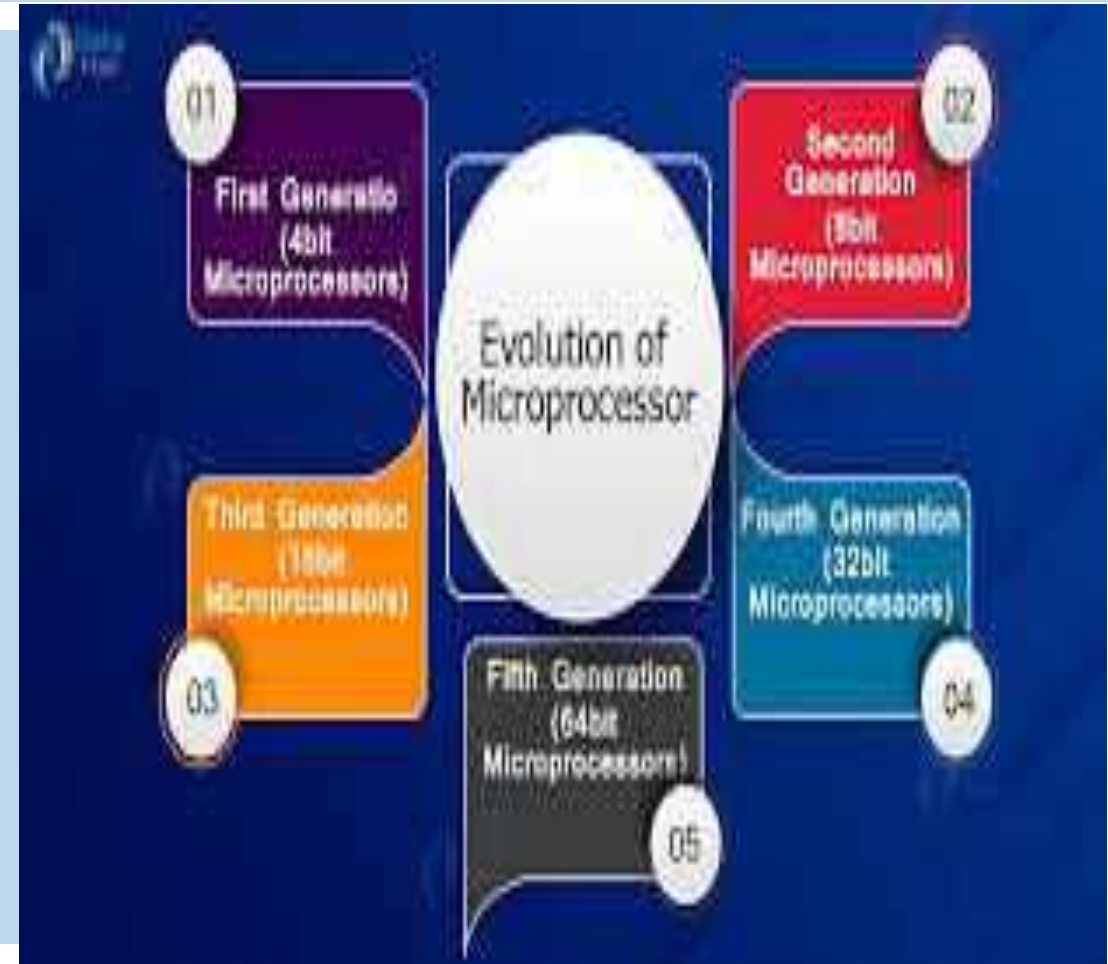 01
First Generatio
(4bit
Microprocessors)
02
Second
Generation
(8bit
Microprocessors)
Evolution of
Microprocessor
Third Generation
(16bit
Microprocessors)
03
Fourth Generation
(32bit
Microprocessors)
04
Fifth Generation
(64bit
Microprocessors)
05